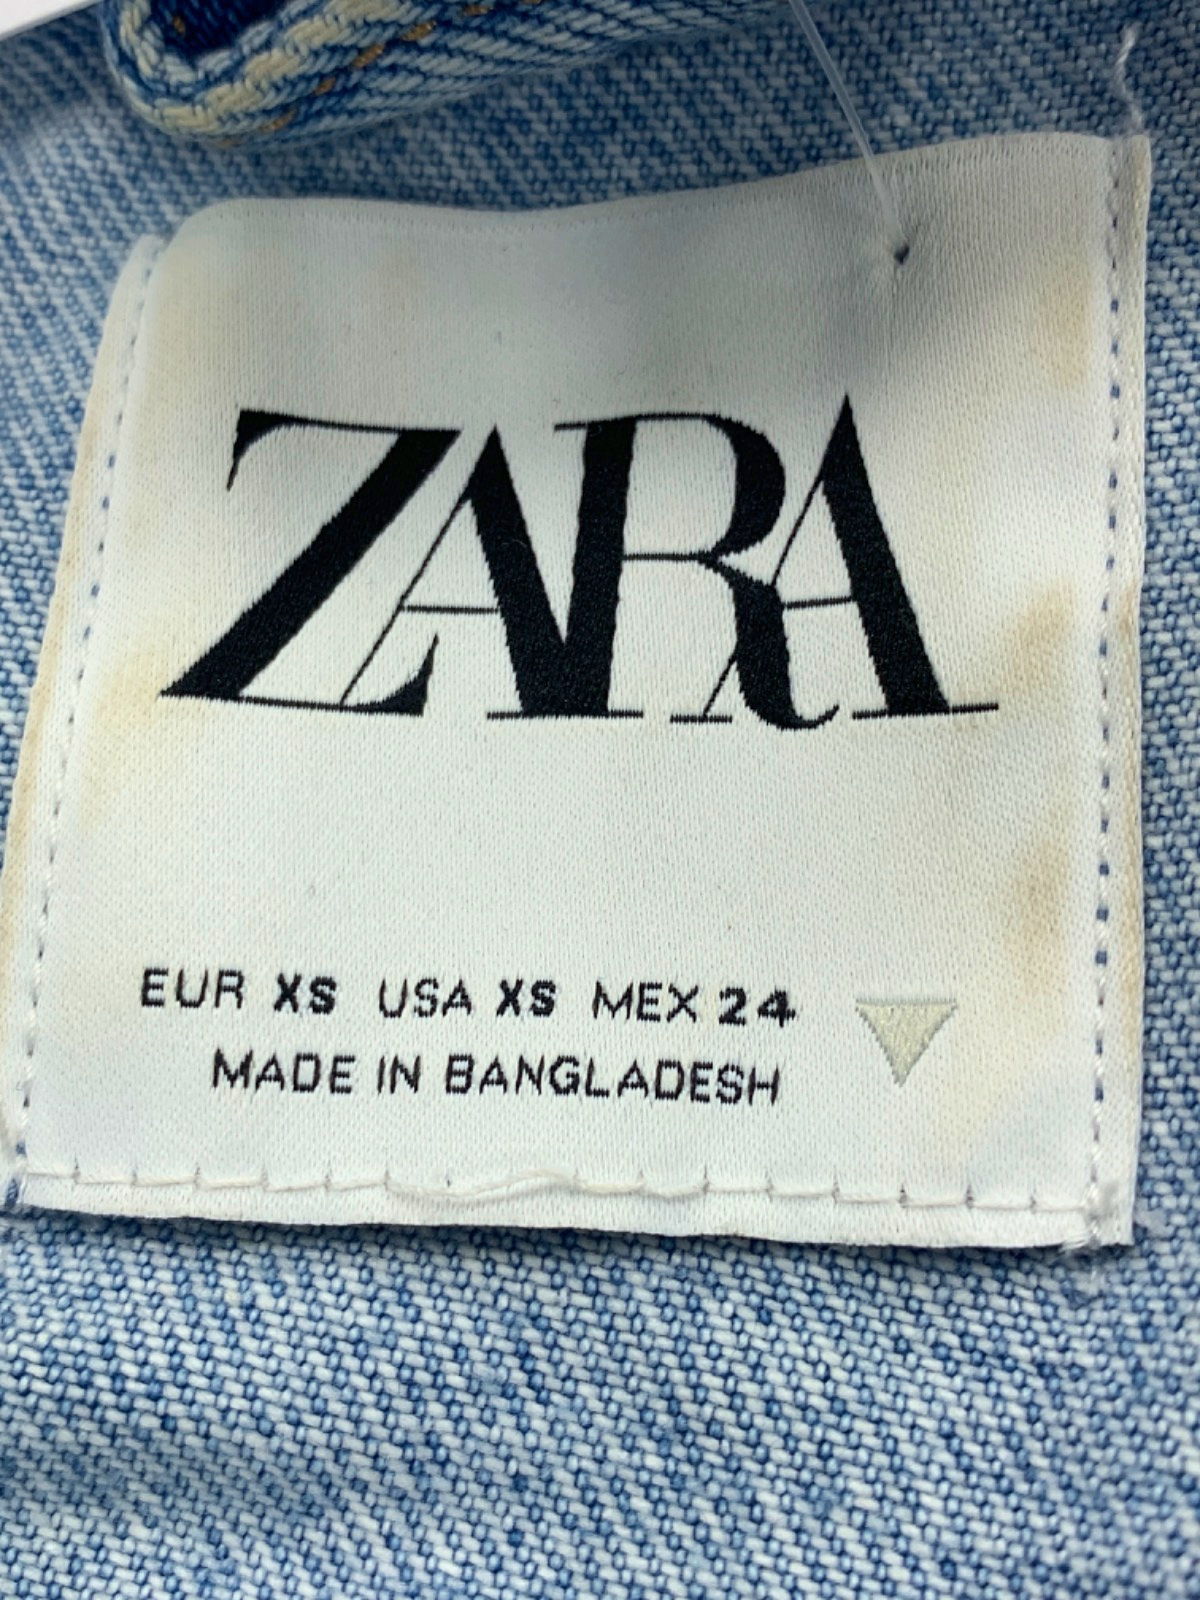 ZARA
EUR XS USA XS MEX 24
MADE IN BANGLADESH